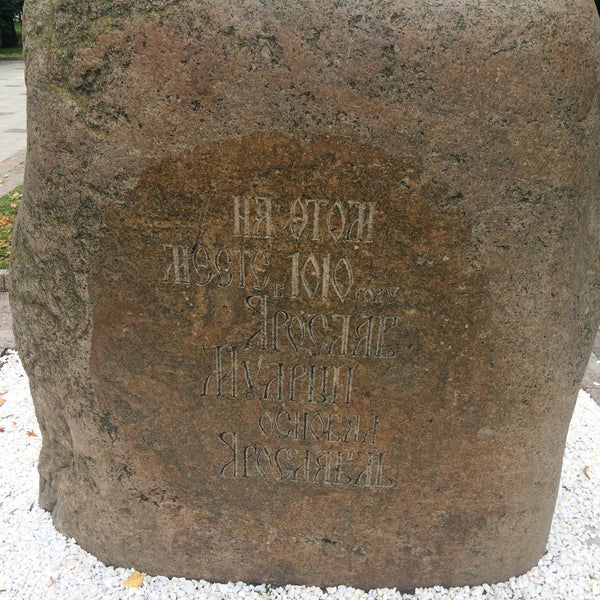 На этом
месте в 1010 году
Ярослав
Мудрый
основал
Ярославль